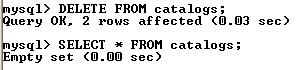 mysql> DELETE FROM catalogs;
Query OK, 2 rows affected (0.03 sec)
mysql> SELECT * FROM catalogs;
Empty set (0.00 sec)